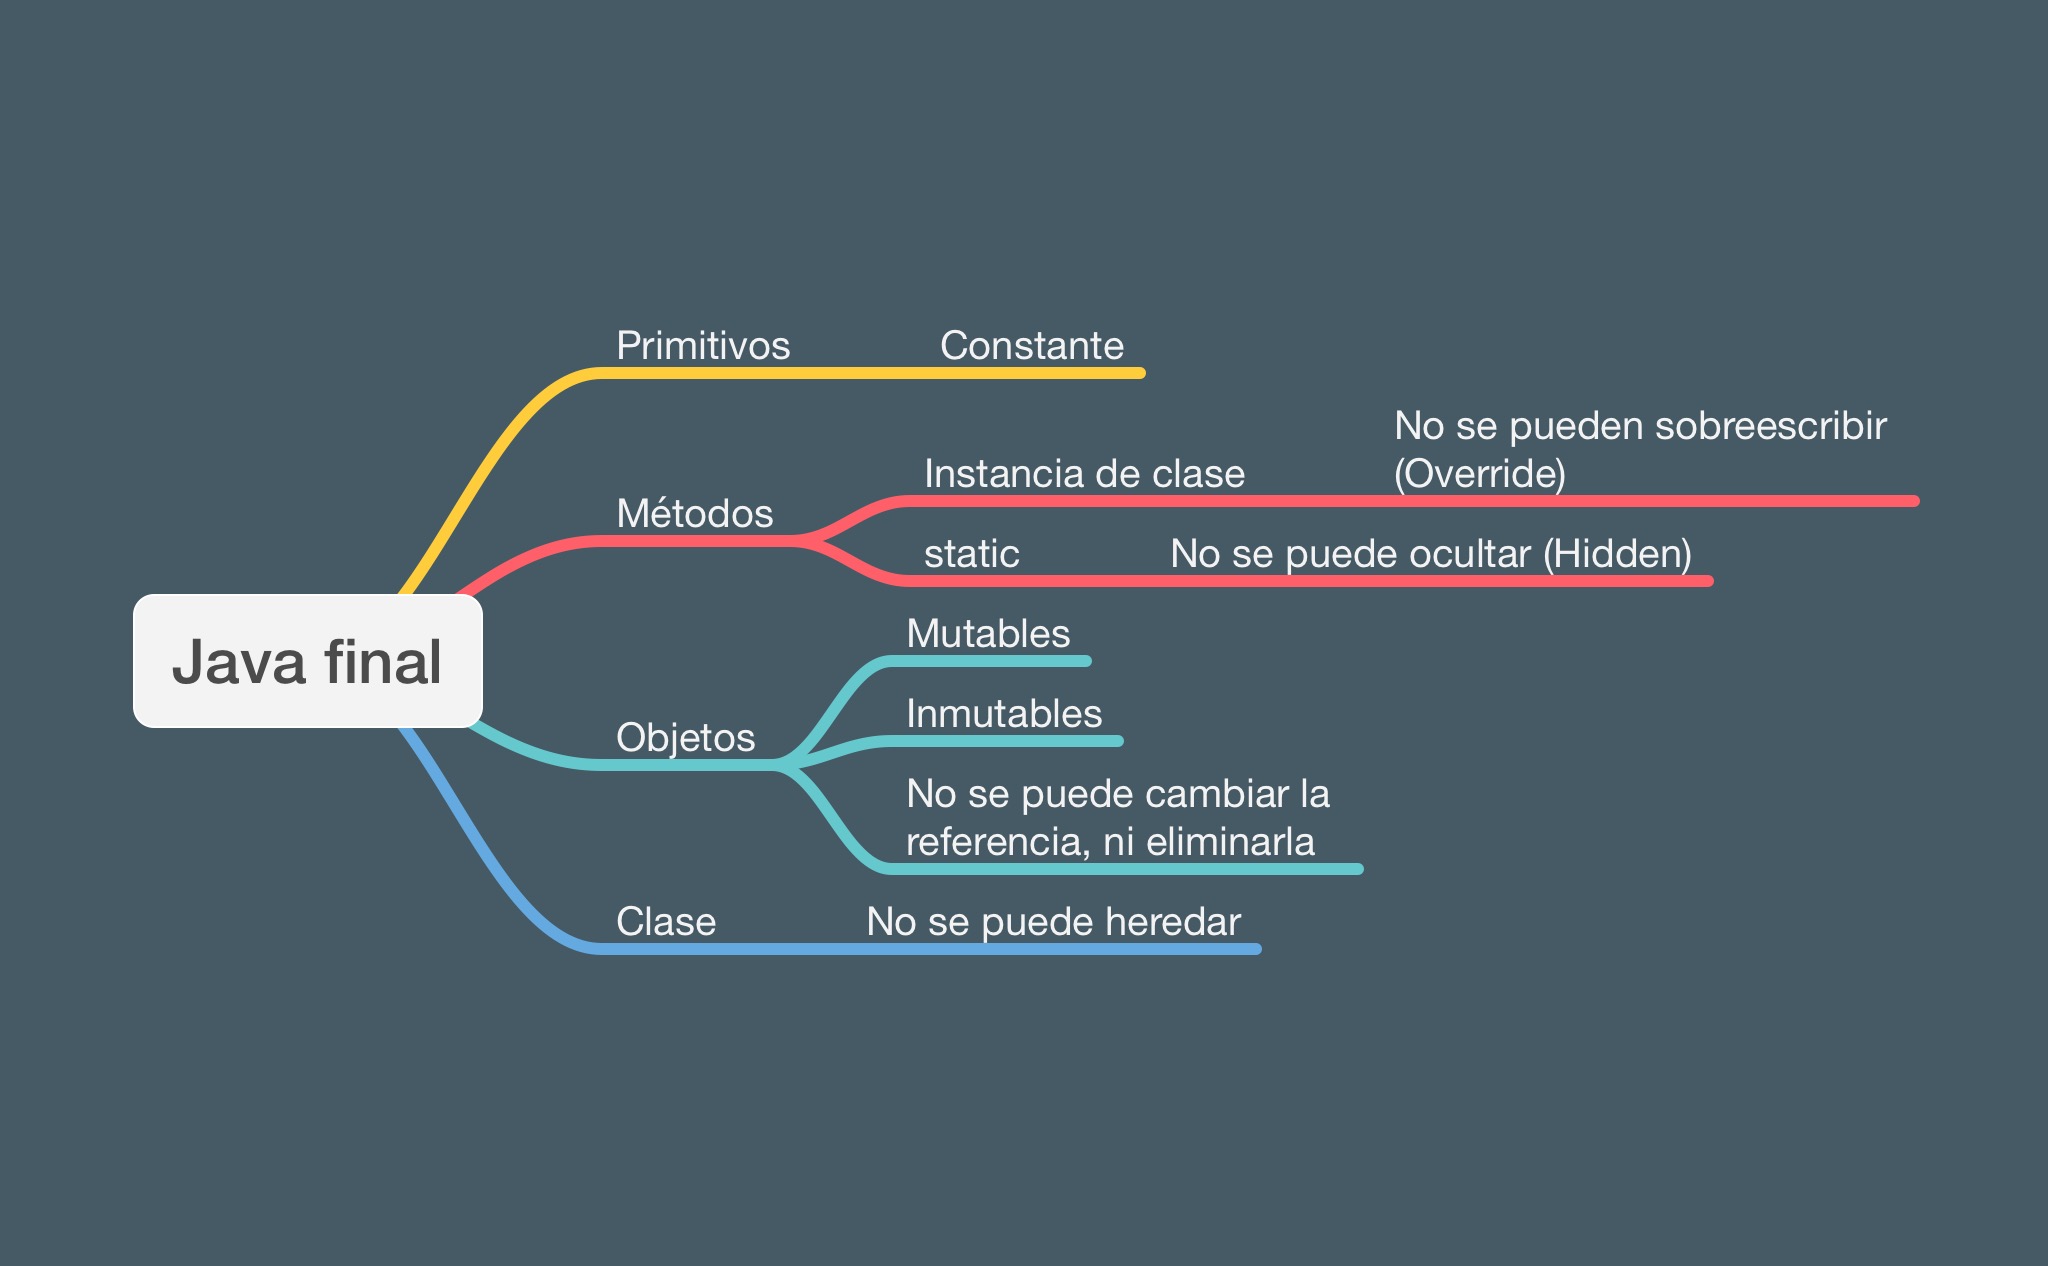 Java final
Primitivos
Constante
Métodos
Instancia de clase
No se pueden sobreescribir
(Override)
static
No se puede ocultar (Hidden)
Objetos
Mutables
Inmutables
No se puede cambiar la
referencia, ni eliminarla
Clase
No se puede heredar